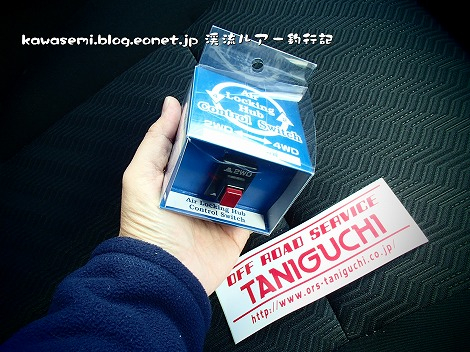 kawasemi.blog.eonet.jp 渓流ルアー釣行記
Air
Locking
Hub
Control Switch
2WD 4WD
▲2WD
Air Locking Hub
Control Switch
OFF ROAD SERVICE
TANIGUCHI
http://www.ors-taniguchi.co.jp/